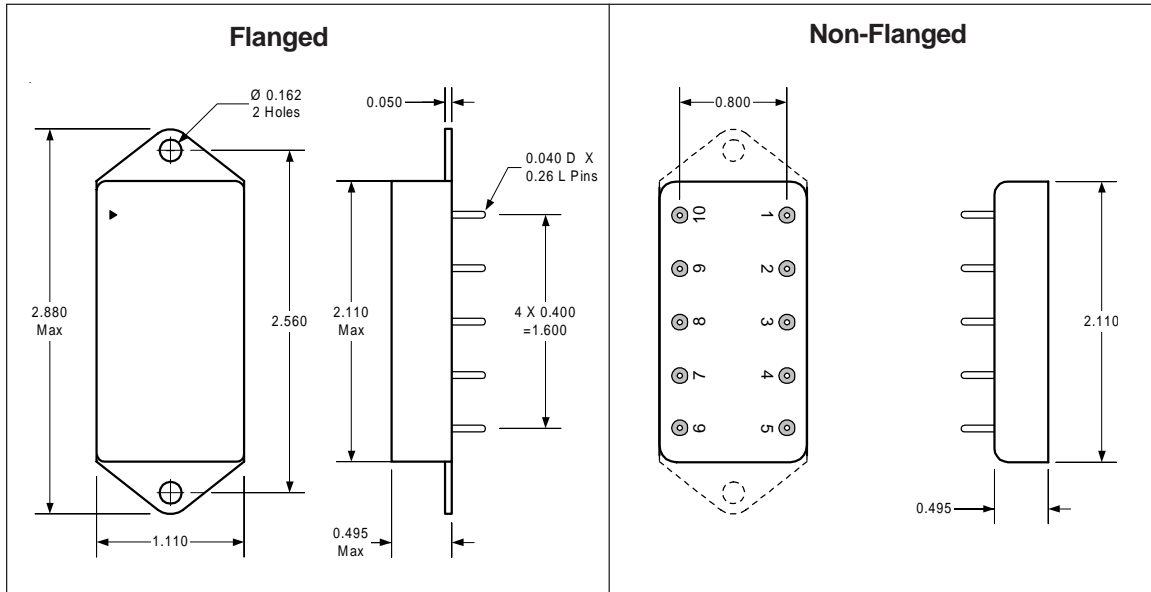 Flanged
Non-Flanged
Ø 0.162
2 Holes
0.050
0.800
0.040 D X
0.26 L Pins
10
1
9
2
8
3
7
4
6
5
2.880
Max
2.560
2.110
Max
4 X 0.400
=1.600
2.110
1.110
0.495
Max
0.495